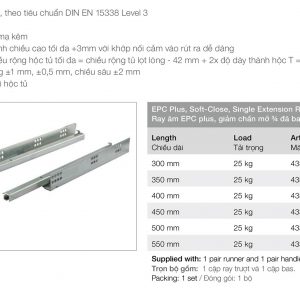 , theo tiêu chuẩn DIN EN 15338 Level 3
mạ kẽm
nh chiều cao tối đa +3mm với khớp nối cảm vào rút ra dễ dàng
ều rộng hộc tủ tối đa = chiều rộng tủ lọt lòng - 42 mm + 2x độ dày thành hộc T =
g ±1 mm, ±0,5 mm, chiều sâu ±2 mm
hộc tủ
EPC Plus, Soft-Close, Single Extension R
Ray âm EPC plus, giảm chấn mở ¾ đã ba
Length Load Art
Chiều dài Tải trọng Mã
300 mm 25 kg 43
350 mm 25 kg 43
400 mm 25 kg 43
450 mm 25 kg 43
500 mm 25 kg 43
550 mm 25 kg 43
Supplied with: 1 pair runner and 1 pair handle
Trọn bộ gồm: 1 cặp ray trượt và 1 cặp bas.
Packing: 1 set / Đóng gói: 1 bộ